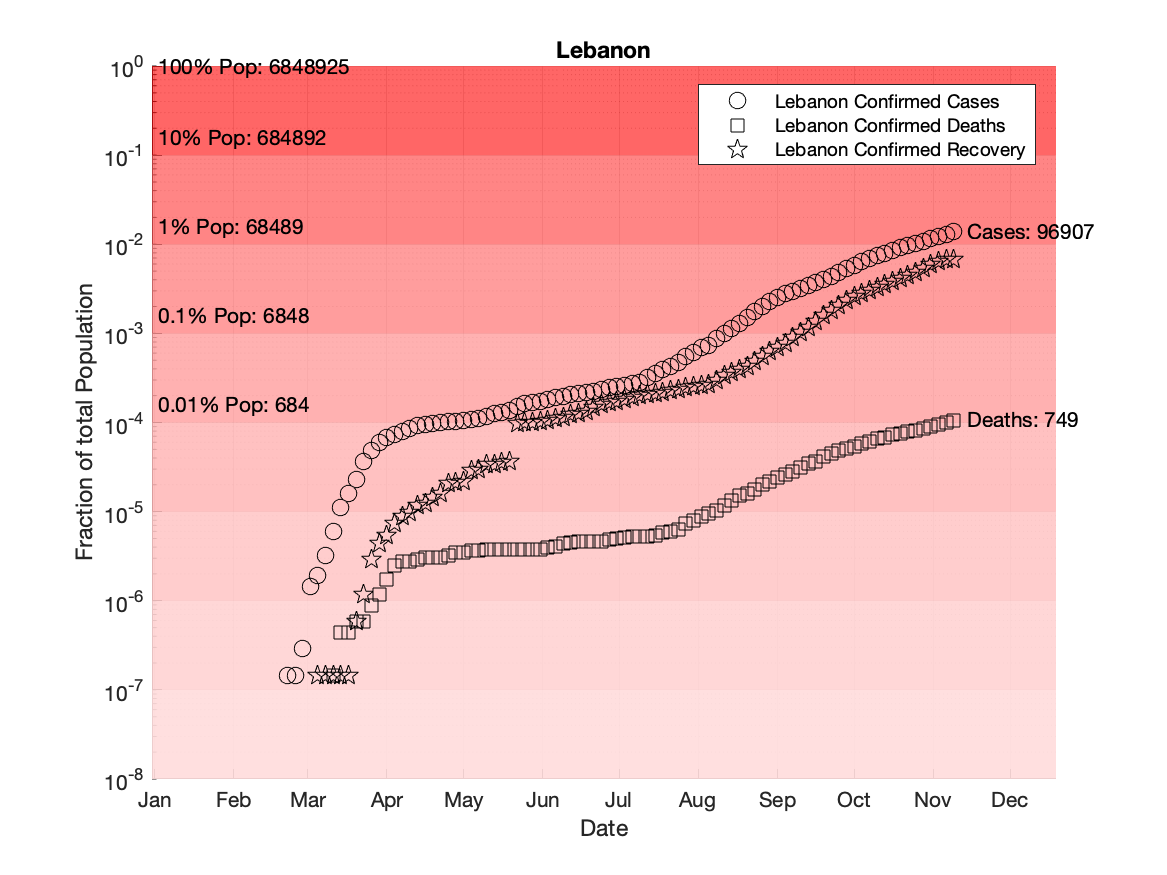 Lebanon
10^0
10^-1
10^-2
10^-3
10^-4
10^-5
10^-6
10^-7
10^-8
Fraction of total Population
100% Pop: 6848925
10% Pop: 684892
1% Pop: 68489
0.1% Pop: 6848
0.01% Pop: 684
Lebanon Confirmed Cases
Lebanon Confirmed Deaths
Lebanon Confirmed Recovery
Cases: 96907
Deaths: 749
Jan Feb Mar Apr May Jun Jul Aug Sep Oct Nov Dec
Date